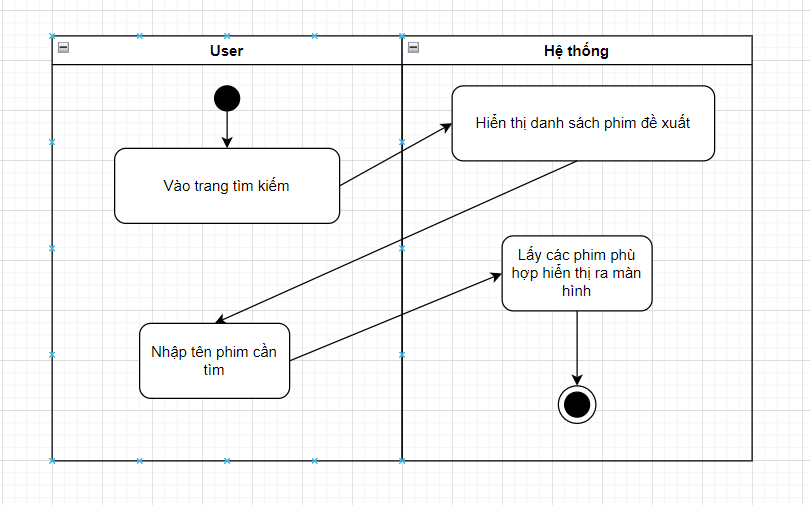 User
Hệ thống
Hiển thị danh sách phim đề xuất
Vào trang tìm kiếm
Lấy các phim phù
hợp hiển thị ra màn
hình
Nhập tên phim cần
tìm